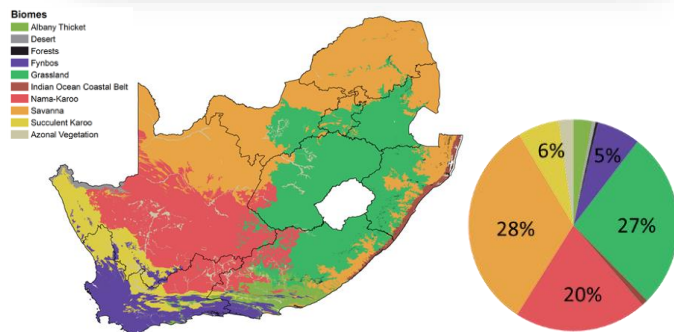 Biomes
Albany Thicket
Desert
Forests
Fynbos
Grassland
Indian Ocean Coastal Belt
Nama-Karoo
Savanna
Succulent Karoo
Azonal Vegetation
6%
5%
28%
27%
20%